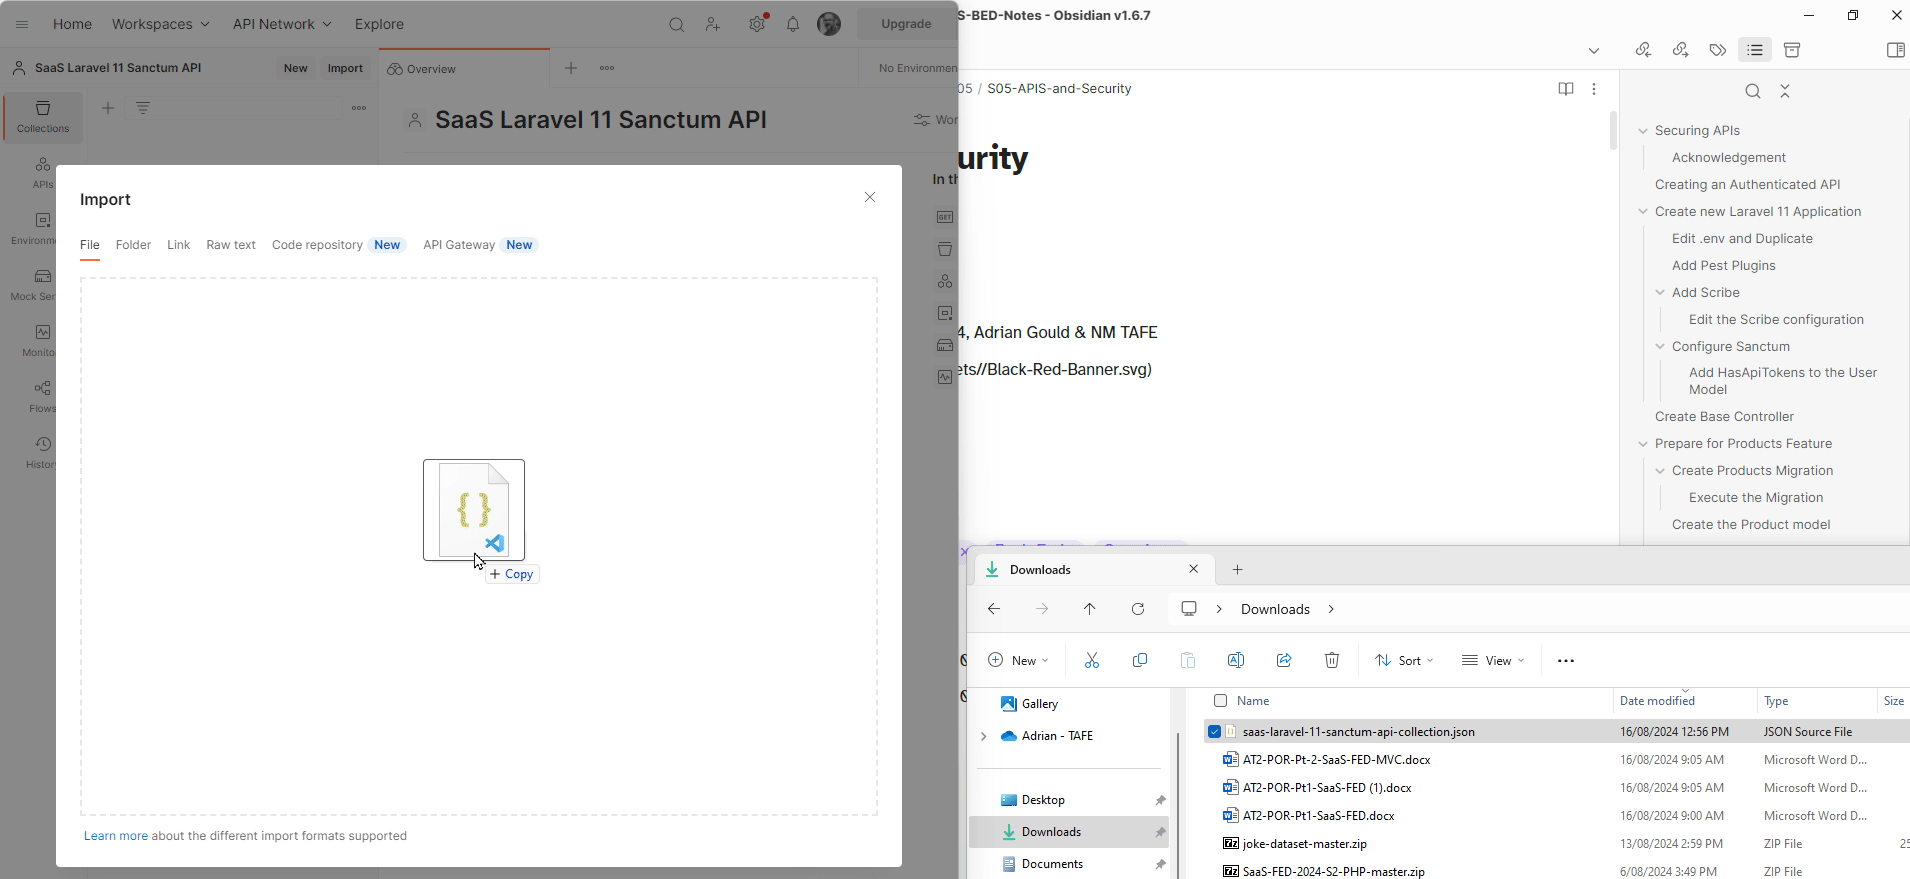 Home Workspaces API Network Explore Upgrade
SaaS Laravel 11 Sanctum API New Import Overview No Environmen
Collections
APIs
Environme
Mock Ser
Monito
Flows
History
SaaS Laravel 11 Sanctum API
Wor
In th
GET
Import
File Folder Link Raw text Code repository New API Gateway New
{ }
+ Copy
Learn more about the different import formats supported
S-BED-Notes - Obsidian v1.6.7
05 / S05-APIS-and-Security
urity
4, Adrian Gould & NM TAFE
ets//Black-Red-Banner.svg)
Securing APIs
Acknowledgement
Creating an Authenticated API
Create new Laravel 11 Application
Edit .env and Duplicate
Add Pest Plugins
Add Scribe
Edit the Scribe configuration
Configure Sanctum
Add HasApiTokens to the User
Model
Create Base Controller
Prepare for Products Feature
Create Products Migration
Execute the Migration
Create the Product model
Downloads
Downloads
New Sort View
Gallery
Adrian - TAFE
Desktop
Downloads
Documents
Name Date modified Type Size
saas-laravel-11-sanctum-api-collection.json 16/08/2024 12:56 PM JSON Source File
AT2-POR-Pt-2-SaaS-FED-MVC.docx 16/08/2024 9:05 AM Microsoft Word D...
AT2-POR-Pt1-SaaS-FED (1).docx 16/08/2024 9:05 AM Microsoft Word D...
AT2-POR-Pt1-SaaS-FED.docx 16/08/2024 9:00 AM Microsoft Word D...
joke-dataset-master.zip 13/08/2024 2:59 PM ZIP File 25
SaaS-FED-2024-S2-PHP-master.zip 6/08/2024 3:49 PM ZIP File